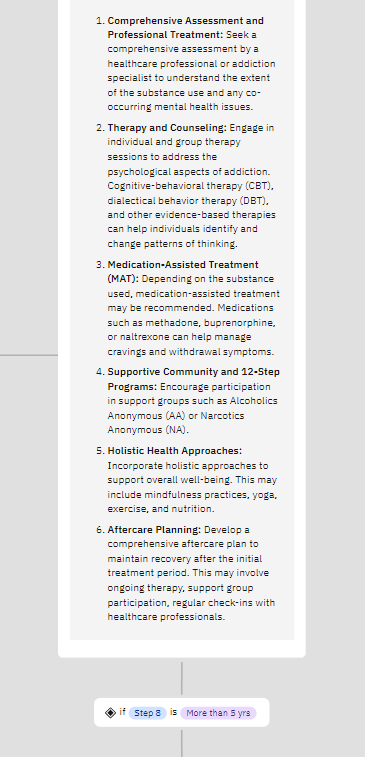 1. Comprehensive Assessment and
Professional Treatment: Seek a
comprehensive assessment by a
healthcare professional or addiction
specialist to understand the extent
of the substance use and any co-
occurring mental health issues.
2. Therapy and Counseling: Engage in
individual and group therapy
sessions to address the
psychological aspects of addiction.
Cognitive-behavioral therapy (CBT),
dialectical behavior therapy (DBT),
and other evidence-based therapies
can help individuals identify and
change patterns of thinking.
3. Medication-Assisted Treatment
(MAT): Depending on the substance
used, medication-assisted treatment
may be recommended. Medications
such as methadone, buprenorphine,
or naltrexone can help manage
cravings and withdrawal symptoms.
4. Supportive Community and 12-Step
Programs: Encourage participation
in support groups such as Alcoholics
Anonymous (AA) or Narcotics
Anonymous (NA).
5. Holistic Health Approaches:
Incorporate holistic approaches to
support overall well-being. This may
include mindfulness practices, yoga,
exercise, and nutrition.
6. Aftercare Planning: Develop a
comprehensive aftercare plan to
maintain recovery after the initial
treatment period. This may involve
ongoing therapy, support group
participation, regular check-ins with
healthcare professionals.
if Step 8 is More than 5 yrs